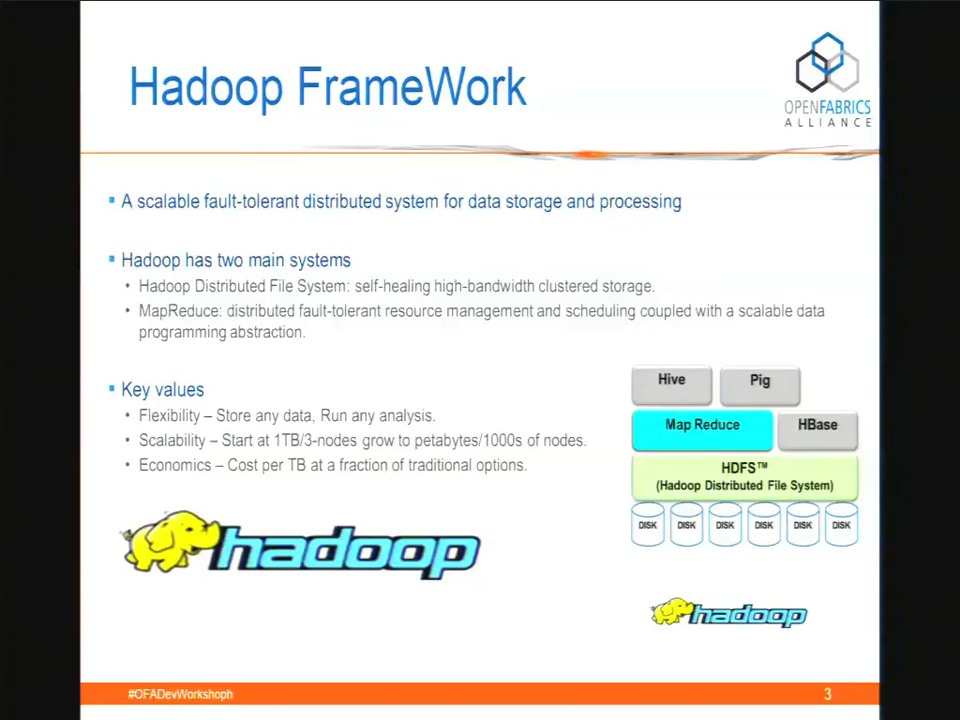 Hadoop FrameWork
OPENFABRICS
ALLIANCE
A scalable fault-tolerant distributed system for data storage and processing
Hadoop has two main systems
Hadoop Distributed File System: self-healing high-bandwidth clustered storage.
MapReduce: distributed fault-tolerant resource management and scheduling coupled with a scalable data
programming abstraction.
Key values
Flexibility – Store any data, Run any analysis.
Scalability – Start at 1TB/3-nodes grow to petabytes/1000s of nodes.
Economics – Cost per TB at a fraction of traditional options.
Hive Pig
Map Reduce HBase
HDFS™
(Hadoop Distributed File System)
DISK DISK DISK DISK DISK DISK
hadoop
hadoop
#OFADevWorkshoph 3